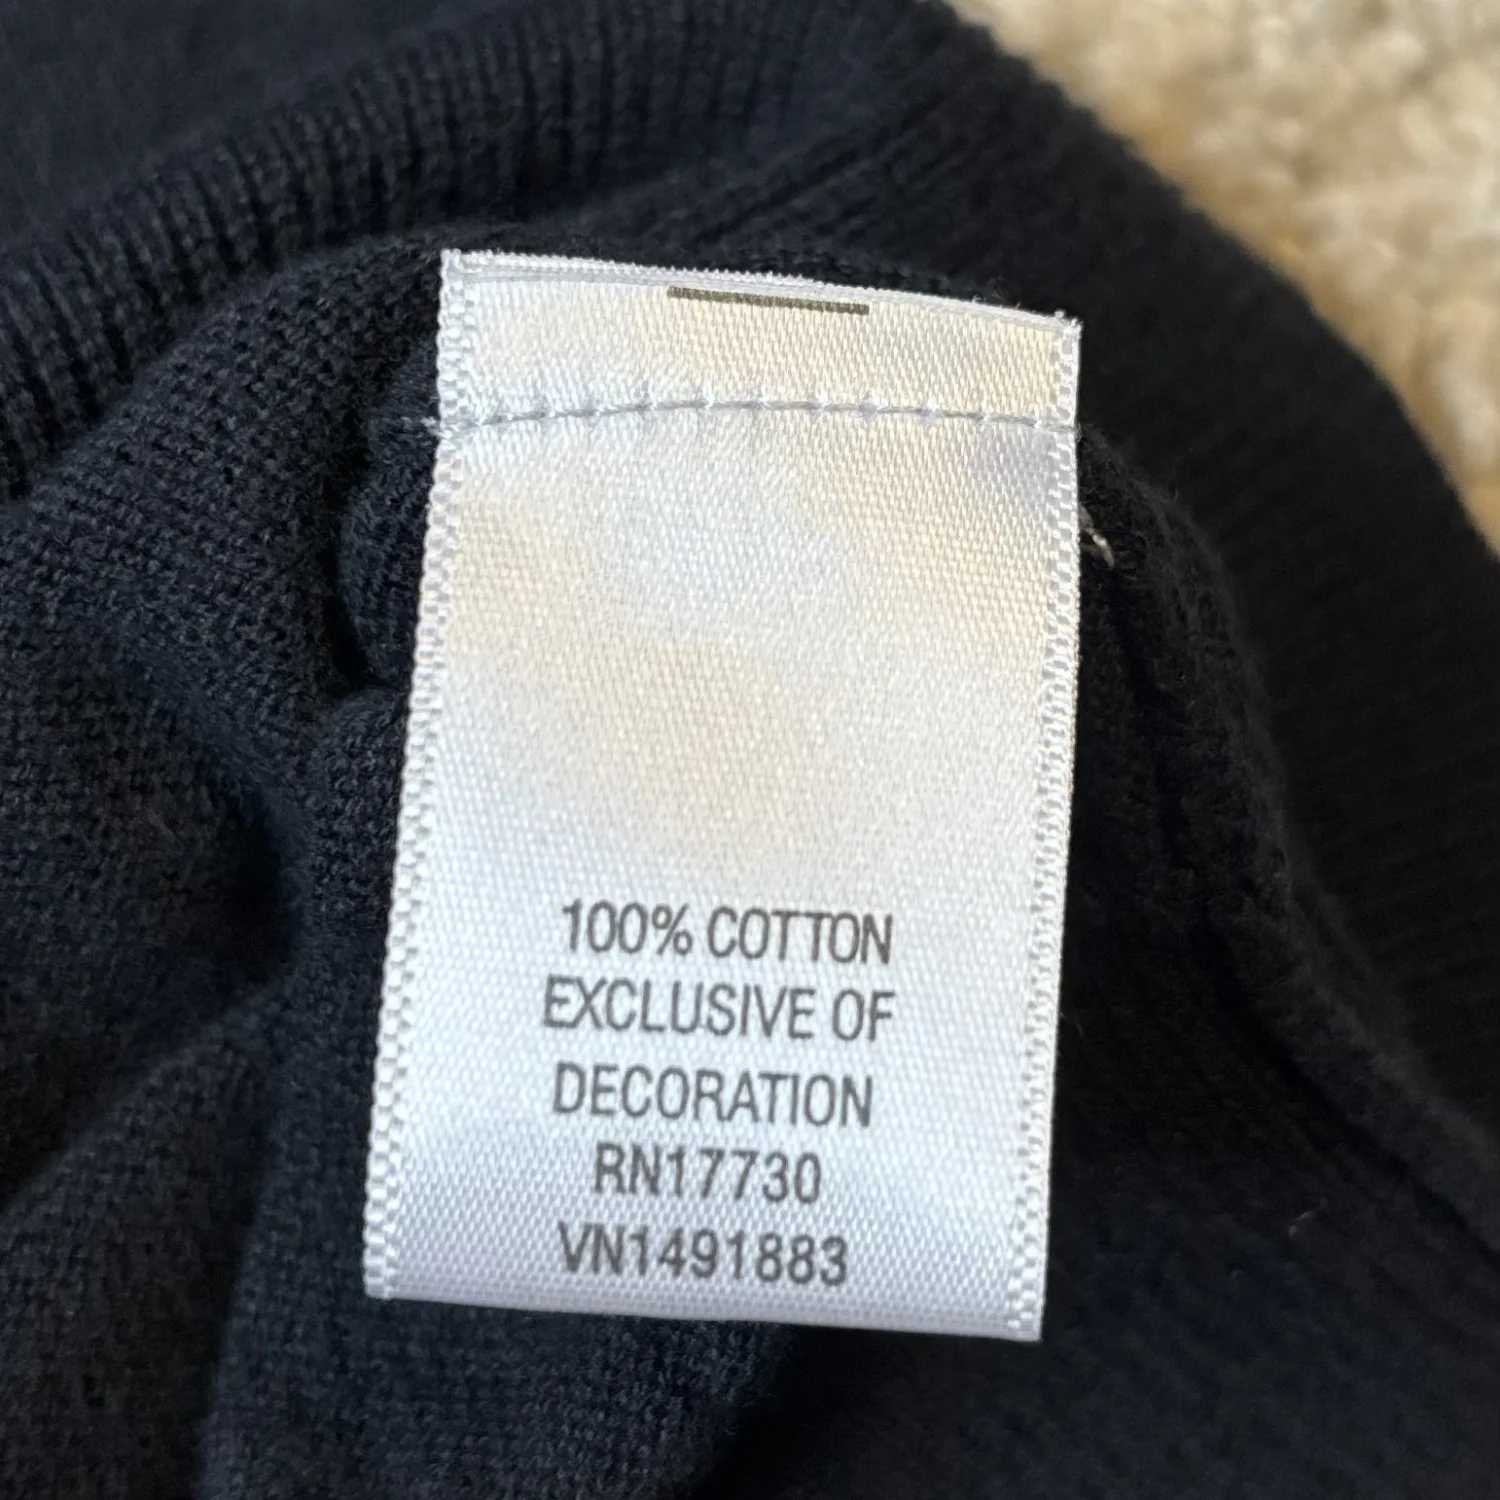 100% COTTON
EXCLUSIVE OF
DECORATION
RN17730
VN1491883